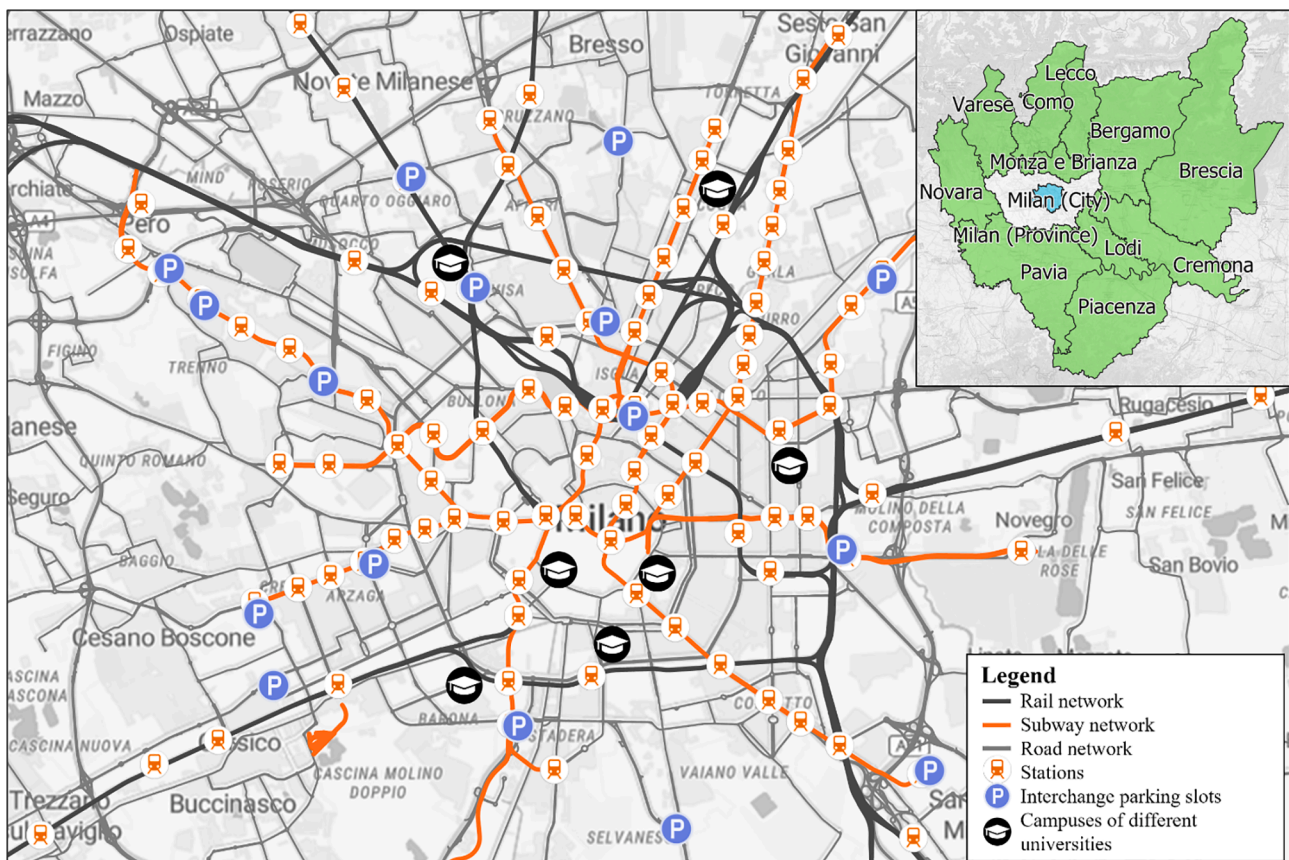 Ospiate
Bresso
Sesto San
Giovanni
Novate Milanese
Mazzo
TORRETTA
P
MIND
P
QUARTO OGGIARO
Pero
A4
P
P
P
P
P
TRENNO
FIGINO
ISOLA
P
BULLONA
P
QUINTO ROMANO
Seguro
Milano
MOLINO DELLA
COMPOSTA
Novegro
Rugacesio
San Felice
SAN FELICE
San Bovio
BAGGIO
P
P
ARZAGA
P
Cesano Boscone
P
BARONA
P
STADERA
CASCINA NUOVA
CASCINA MOLINO
DOPPIO
VAIANO VALLE
P
Trezzano
Buccinasco
SELVANES
P
Lecco
Varese
Como
Bergamo
Monza e Brianza
Brescia
Novara
Milan (City)
Milan (Province)
Lodi
Pavia
Cremona
Piacenza
Legend
Rail network
Subway network
Road network
Stations
P Interchange parking slots
Campuses of different
universities